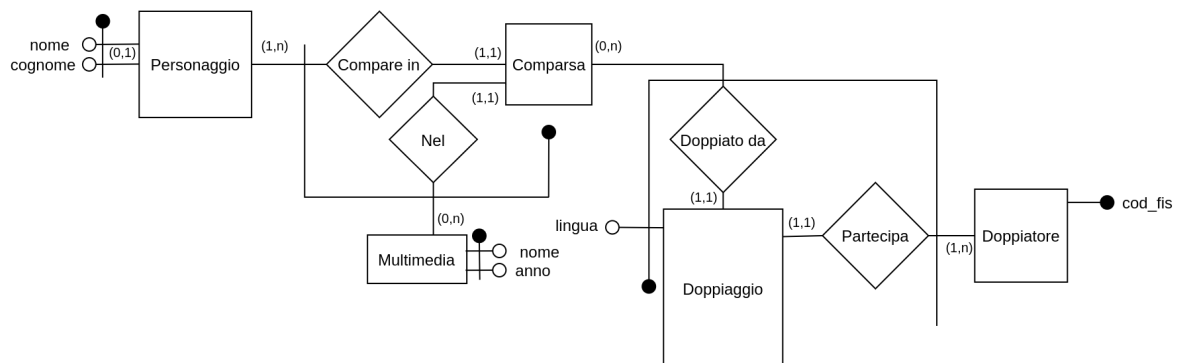 nome
cognome
(0,1)
Personaggio
(1,n)
Compare in
(1,1)
Comparsa
(0,n)
(1,1)
Nel
(0,n)
Multimedia
nome
anno
Doppiato da
(1,1)
lingua
Doppiaggio
(1,1)
Partecipa
(1,n)
Doppiatore
cod_fis